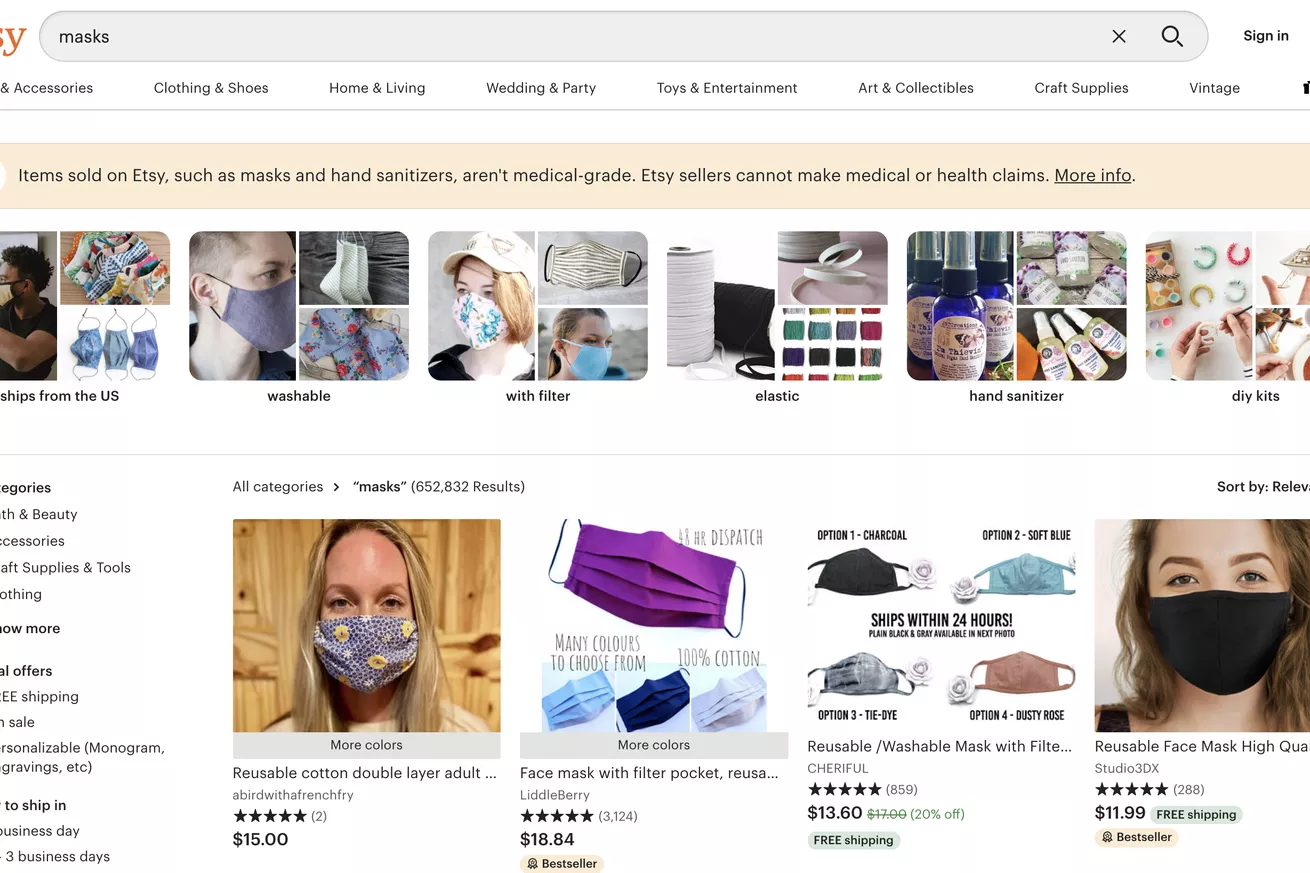 sy
masks
Sign in
& Accessories
Clothing & Shoes
Home & Living
Wedding & Party
Toys & Entertainment
Art & Collectibles
Craft Supplies
Vintage
Items sold on Etsy, such as masks and hand sanitizers, aren't medical-grade. Etsy sellers cannot make medical or health claims. More info.
ships from the US
washable
with filter
elastic
hand sanitizer
diy kits
tegories
th & Beauty
ccessories
aft Supplies & Tools
othing
how more
al offers
EE shipping
n sale
ersonalizable (Monogram,
gravings, etc)
to ship in
business day
- 3 business days
All categories > “masks” (652,832 Results)
Sort by: Releva
More colors
Reusable cotton double layer adult ...
abirdwithafrenchfry
(2)
$15.00
48 HR DISPATCH
MANY COLOURS
TO CHOOSE FROM
100% COTTON
More colors
Face mask with filter pocket, reusa...
LiddleBerry
(3,124)
$18.84
Bestseller
OPTION 1 - CHARCOAL
OPTION 2 - SOFT BLUE
SHIPS WITHIN 24 HOURS!
PLAIN BLACK & GRAY AVAILABLE IN NEXT PHOTO
OPTION 3 - TIE-DYE
OPTION 4 - DUSTY ROSE
Reusable /Washable Mask with Filte...
CHERIFUL
(859)
$13.60 $17.00 (20% off)
FREE shipping
Reusable Face Mask High Qua
Studio3DX
(288)
$11.99 FREE shipping
Bestseller